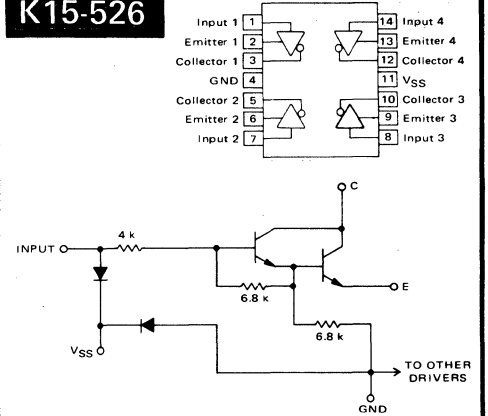 K15-526
Input 1 1 14 Input 4
Emitter 1 2 13 Emitter 4
Collector 1 3 12 Collector 4
GND 4 11 VSS
Collector 2 5 10 Collector 3
Emitter 2 6 9 Emitter 3
Input 2 7 8 Input 3
C
4 k
INPUT
6.8 k
E
6.8 k
VSS
TO OTHER
DRIVERS
GND